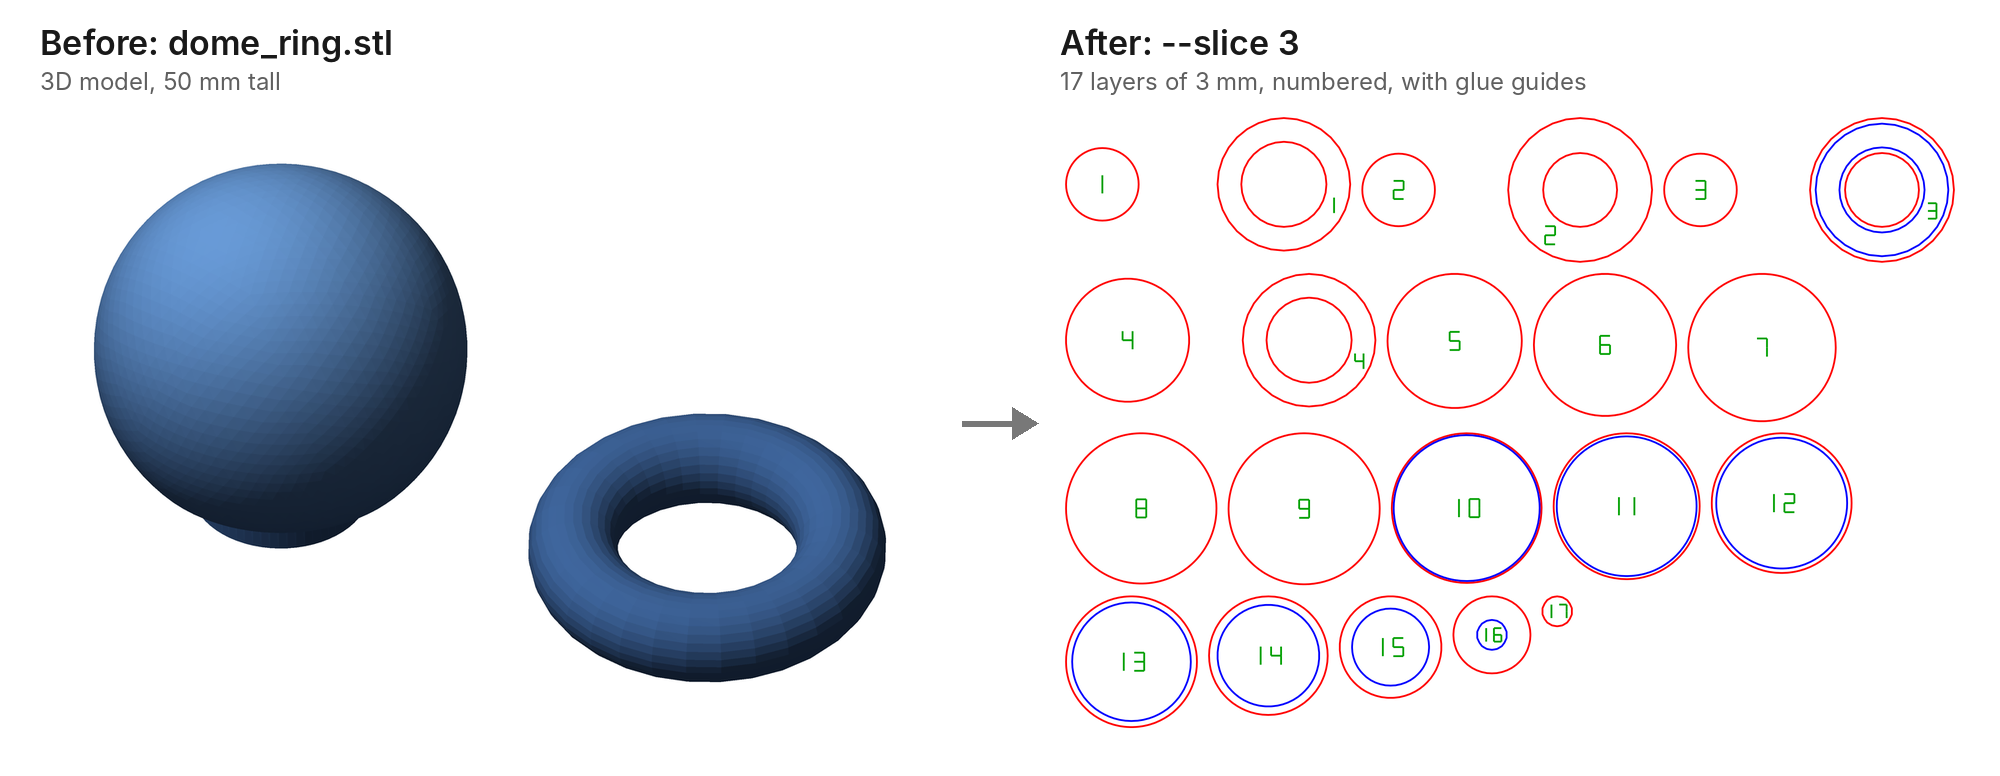 Before: dome_ring.stl
3D model, 50 mm tall
After: --slice 3
17 layers of 3 mm, numbered, with glue guides
1 1 2 2 3 3
4 4 5 6 7
8 9 10 11 12
13 14 15 16 17